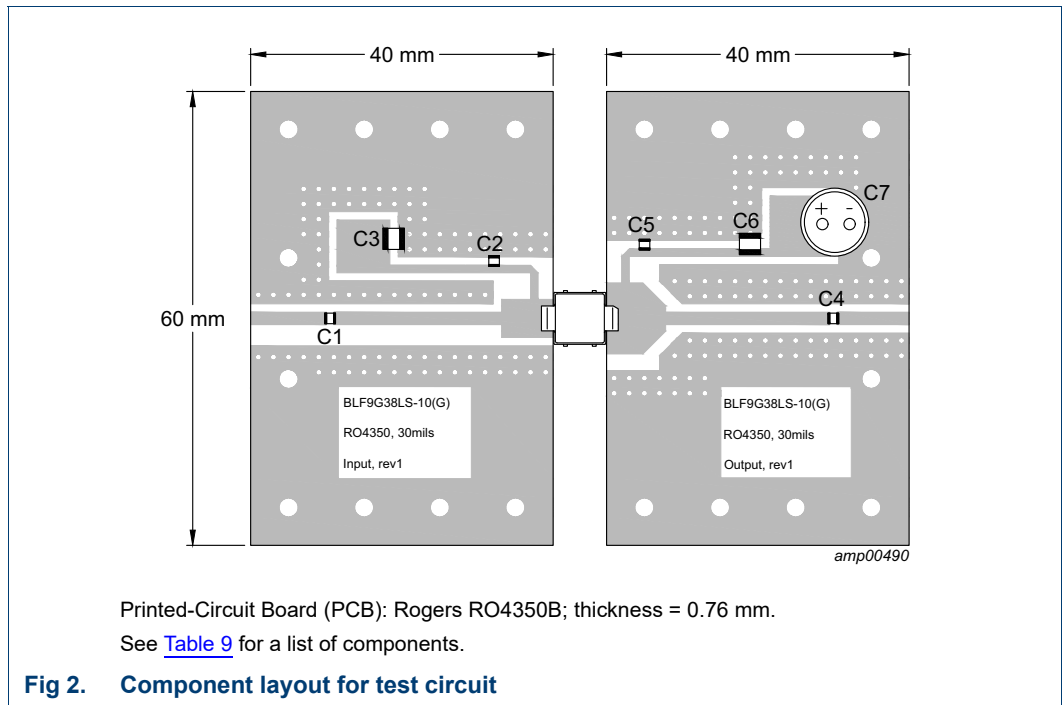 40 mm
40 mm
60 mm
C7
C3
C2
C5
C6
+ -
C1
C4
BLF9G38LS-10(G)
RO4350, 30mils
Input, rev1
BLF9G38LS-10(G)
RO4350, 30mils
Output, rev1
amp00490
Printed-Circuit Board (PCB): Rogers RO4350B; thickness = 0.76 mm.
See Table 9 for a list of components.
Fig 2. Component layout for test circuit